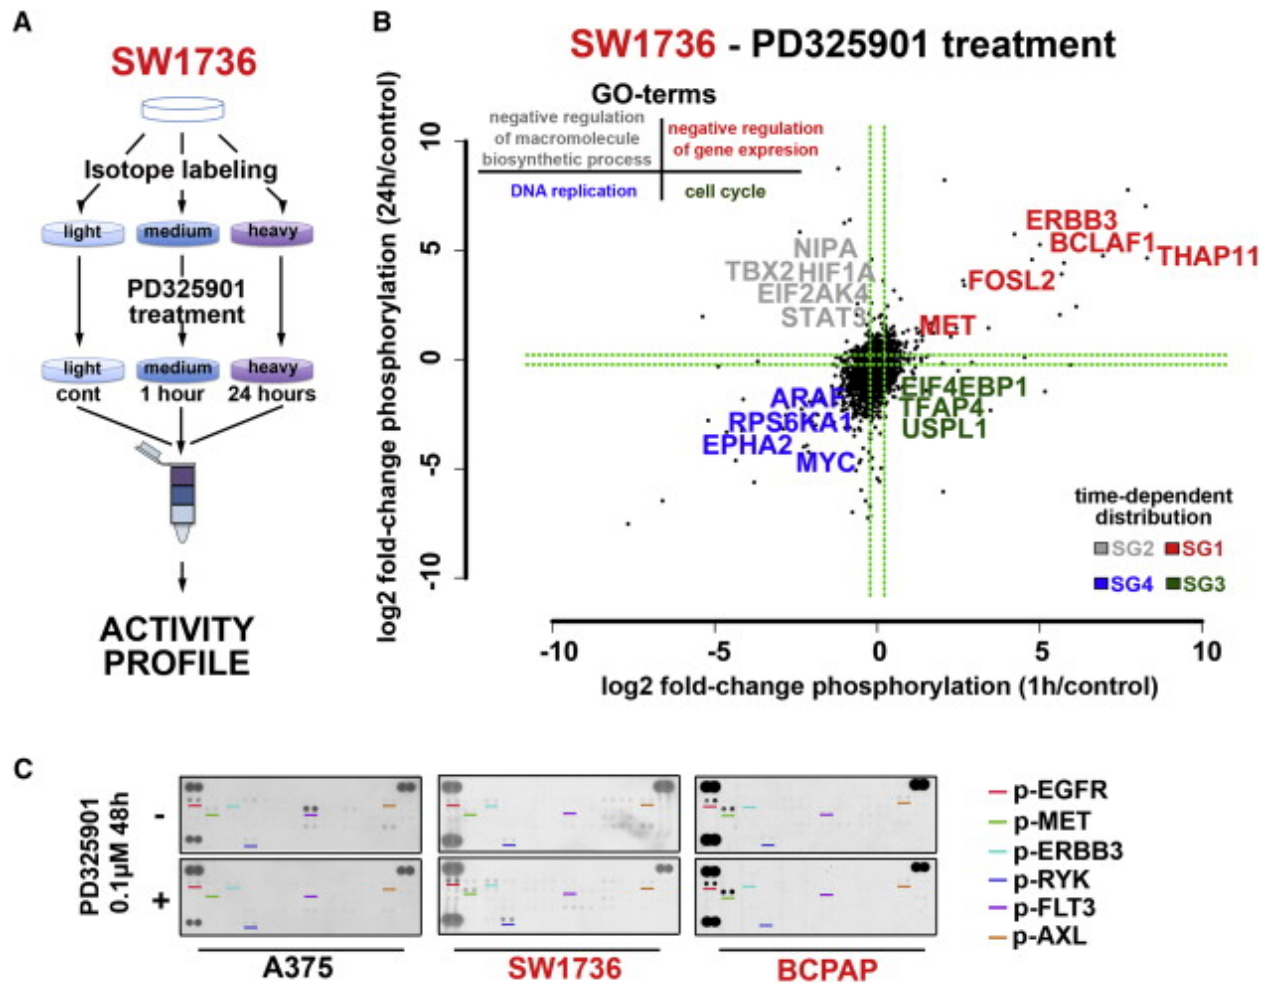 A
SW1736
Isotope labeling
light medium heavy
PD325901
treatment
light medium heavy
cont 1 hour 24 hours
ACTIVITY
PROFILE
B
SW1736 - PD325901 treatment
GO-terms
negative regulation
of macromolecule
biosynthetic process
negative regulation
of gene expresion
DNA replication
cell cycle
log2 fold-change phosphorylation (24h/control)
10
5
0
-5
-10
ERBB3
BCLAF1
THAP11
FOSL2
MET
NIPA
TBX2 HIF1A
EIF2AK4
STAT3
ARAF
RPS6KA1
EPHA2
MYC
EIF4EBP1
TFAP4
USPL1
time-dependent
distribution
SG2 SG1
SG4 SG3
-10 -5 0 5 10
log2 fold-change phosphorylation (1h/control)
C
PD325901
0.1µM 48h
-
+
A375
SW1736
BCPAP
p-EGFR
p-MET
p-ERBB3
p-RYK
p-FLT3
p-AXL